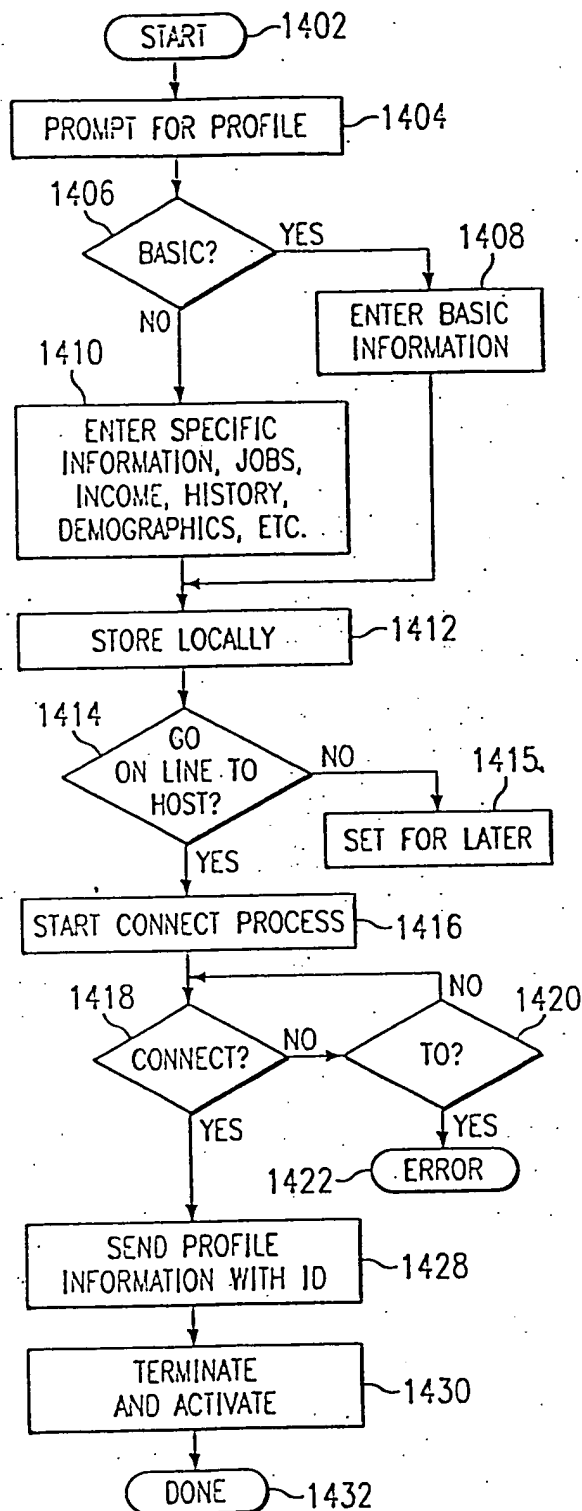 START
1402
PROMPT FOR PROFILE
1404
1406
BASIC?
YES
NO
1408
ENTER BASIC
INFORMATION
1410
ENTER SPECIFIC
INFORMATION, JOBS,
INCOME, HISTORY,
DEMOGRAPHICS, ETC.
STORE LOCALLY
1412
1414
GO
ON LINE TO
HOST?
NO
YES
1415
SET FOR LATER
START CONNECT PROCESS
1416
1418
CONNECT?
NO
YES
1420
TO?
NO
YES
1422
ERROR
SEND PROFILE
INFORMATION WITH ID
1428
TERMINATE
AND ACTIVATE
1430
DONE
1432